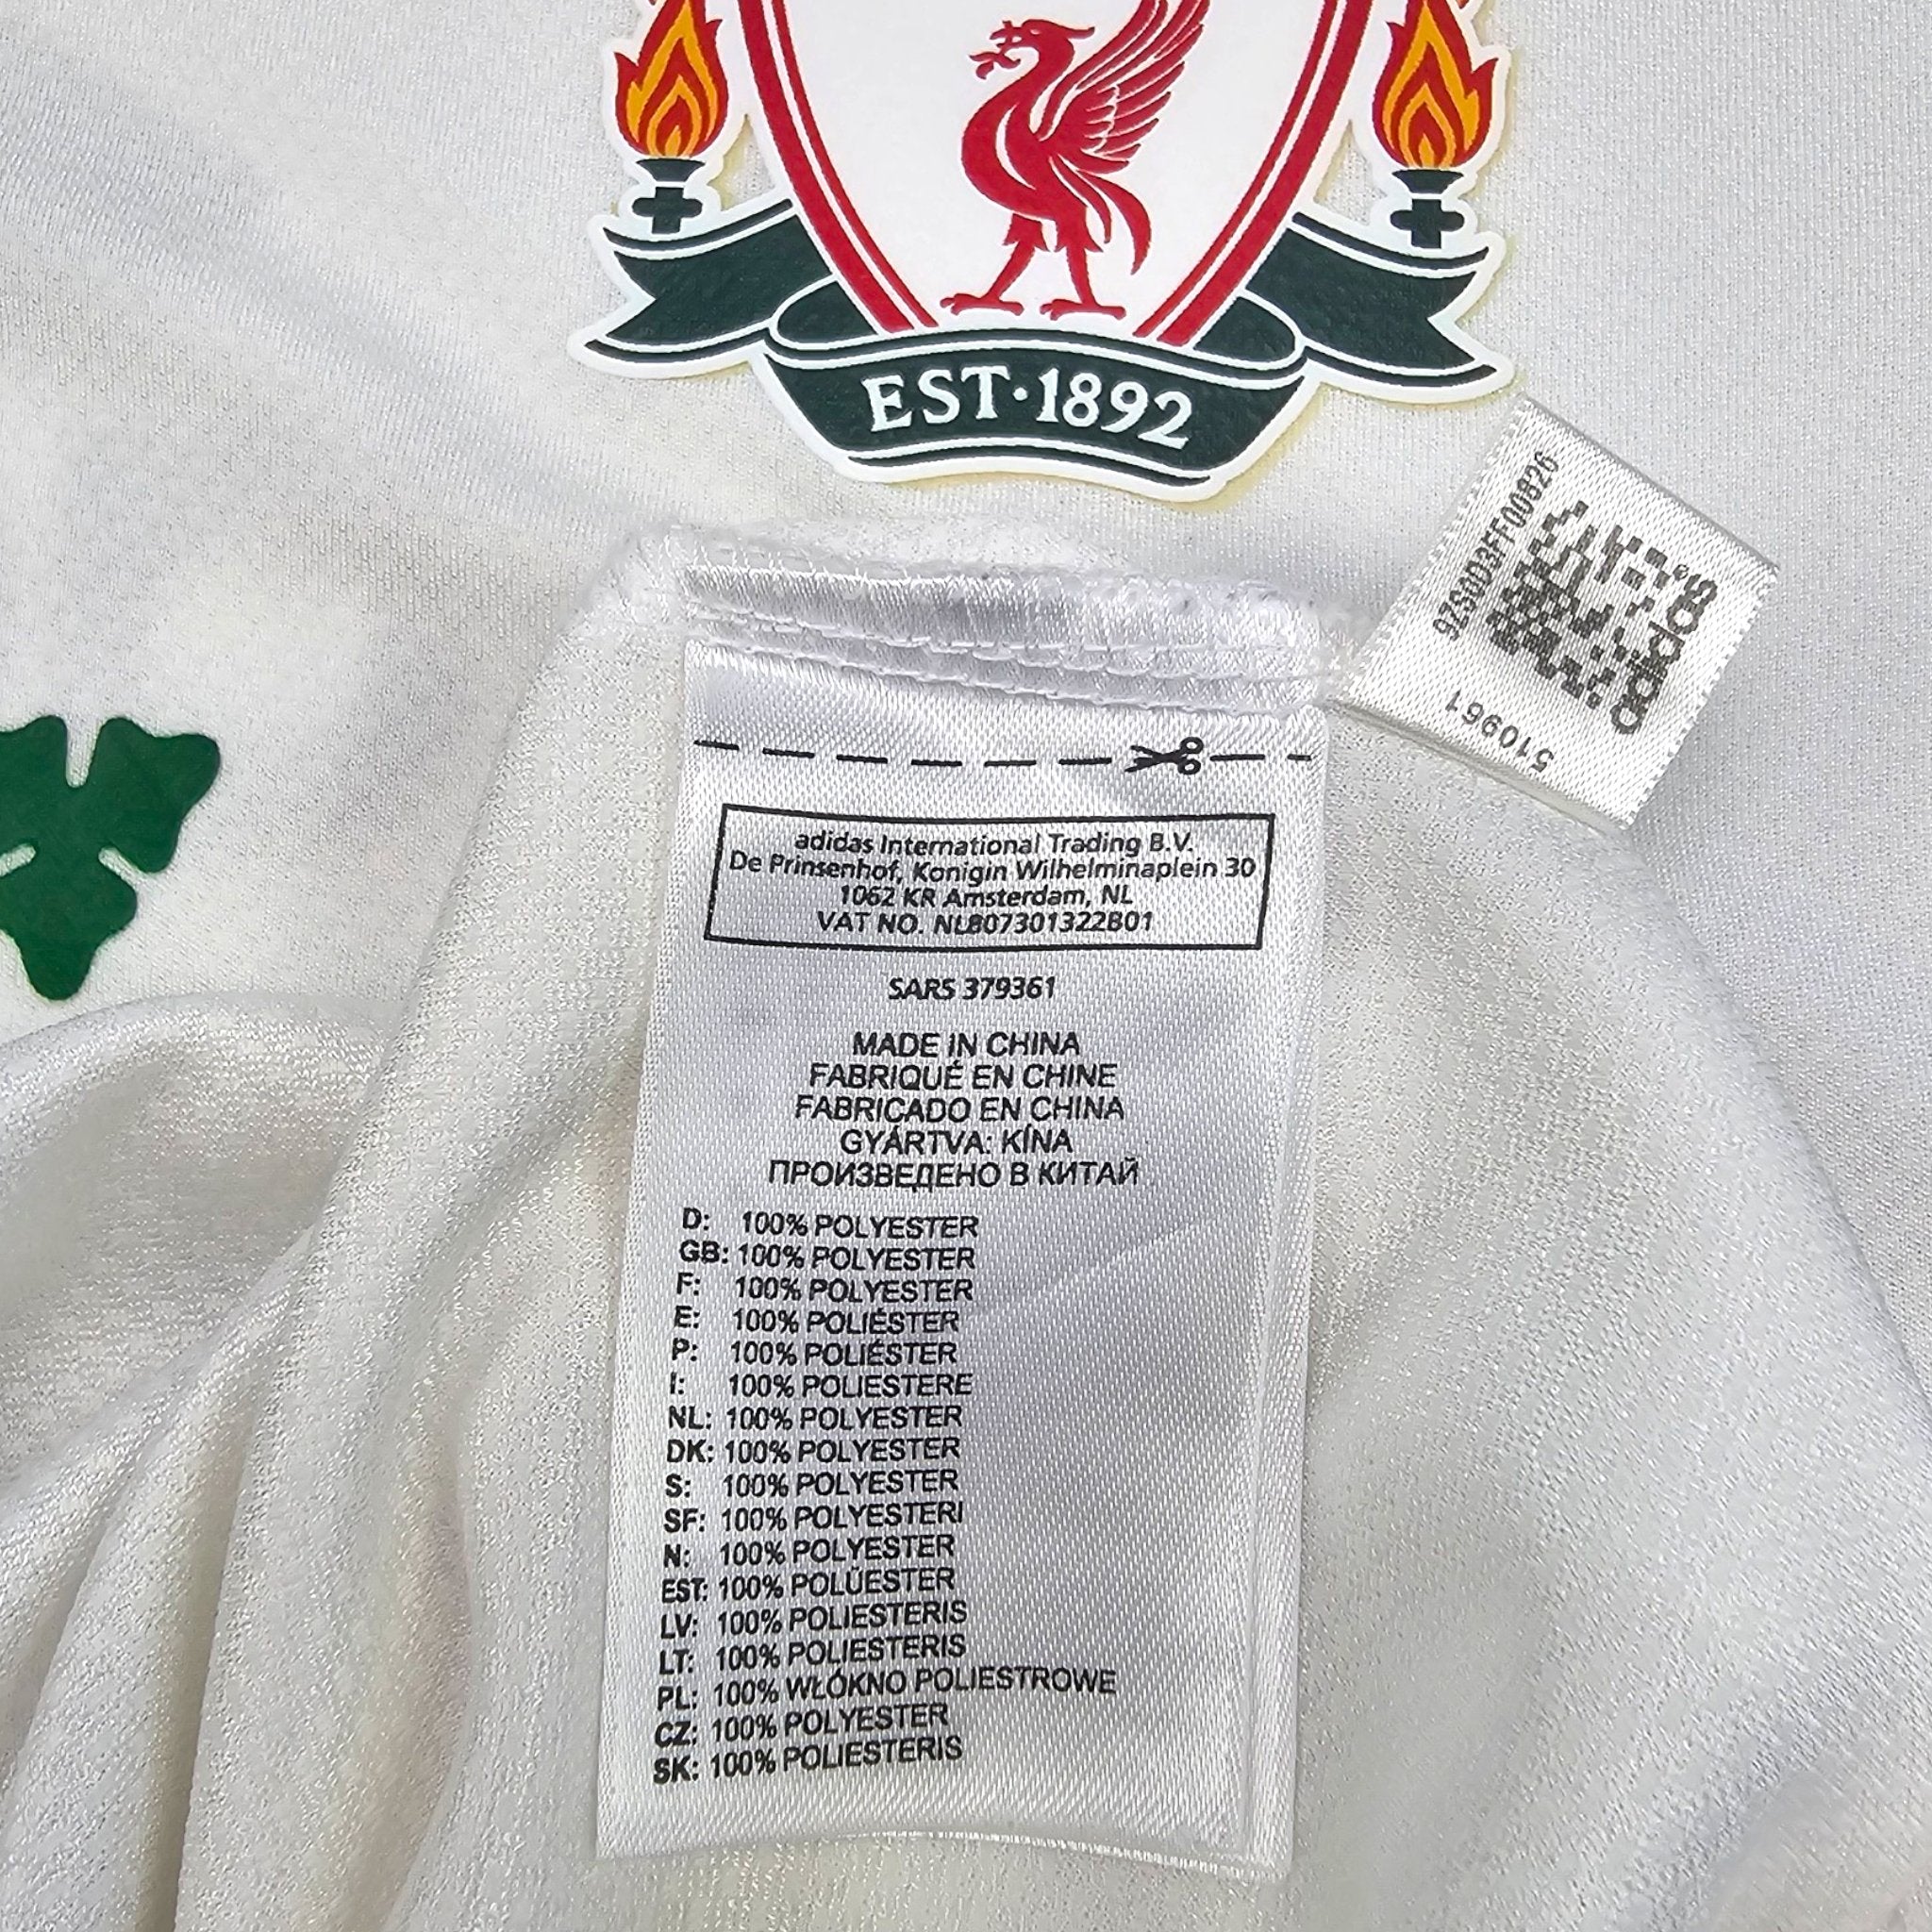 EST·1892
9ZS0D3FF00826
adidas
510961
adidas International Trading B.V.
De Prinsenhof, Konigin Wilhelminaplein 30
1062 KR Amsterdam, NL
VAT NO. NL807301322B01
SARS 379361
MADE IN CHINA
FABRIQUÉ EN CHINE
FABRICADO EN CHINA
GYÁRTVA: KÍNA
ПРОИЗВЕДЕНО В КИТАЙ
D: 100% POLYESTER
GB: 100% POLYESTER
F: 100% POLYESTER
E: 100% POLIÉSTER
P: 100% POLIÉSTER
I: 100% POLIESTERE
NL: 100% POLYESTER
DK: 100% POLYESTER
S: 100% POLYESTER
SF: 100% POLYESTERI
N: 100% POLYESTER
EST: 100% POLÜESTER
LV: 100% POLIESTERIS
LT: 100% POLIESTERIS
PL: 100% WŁÓKNO POLIESTROWE
CZ: 100% POLYESTER
SK: 100% POLIESTERIS